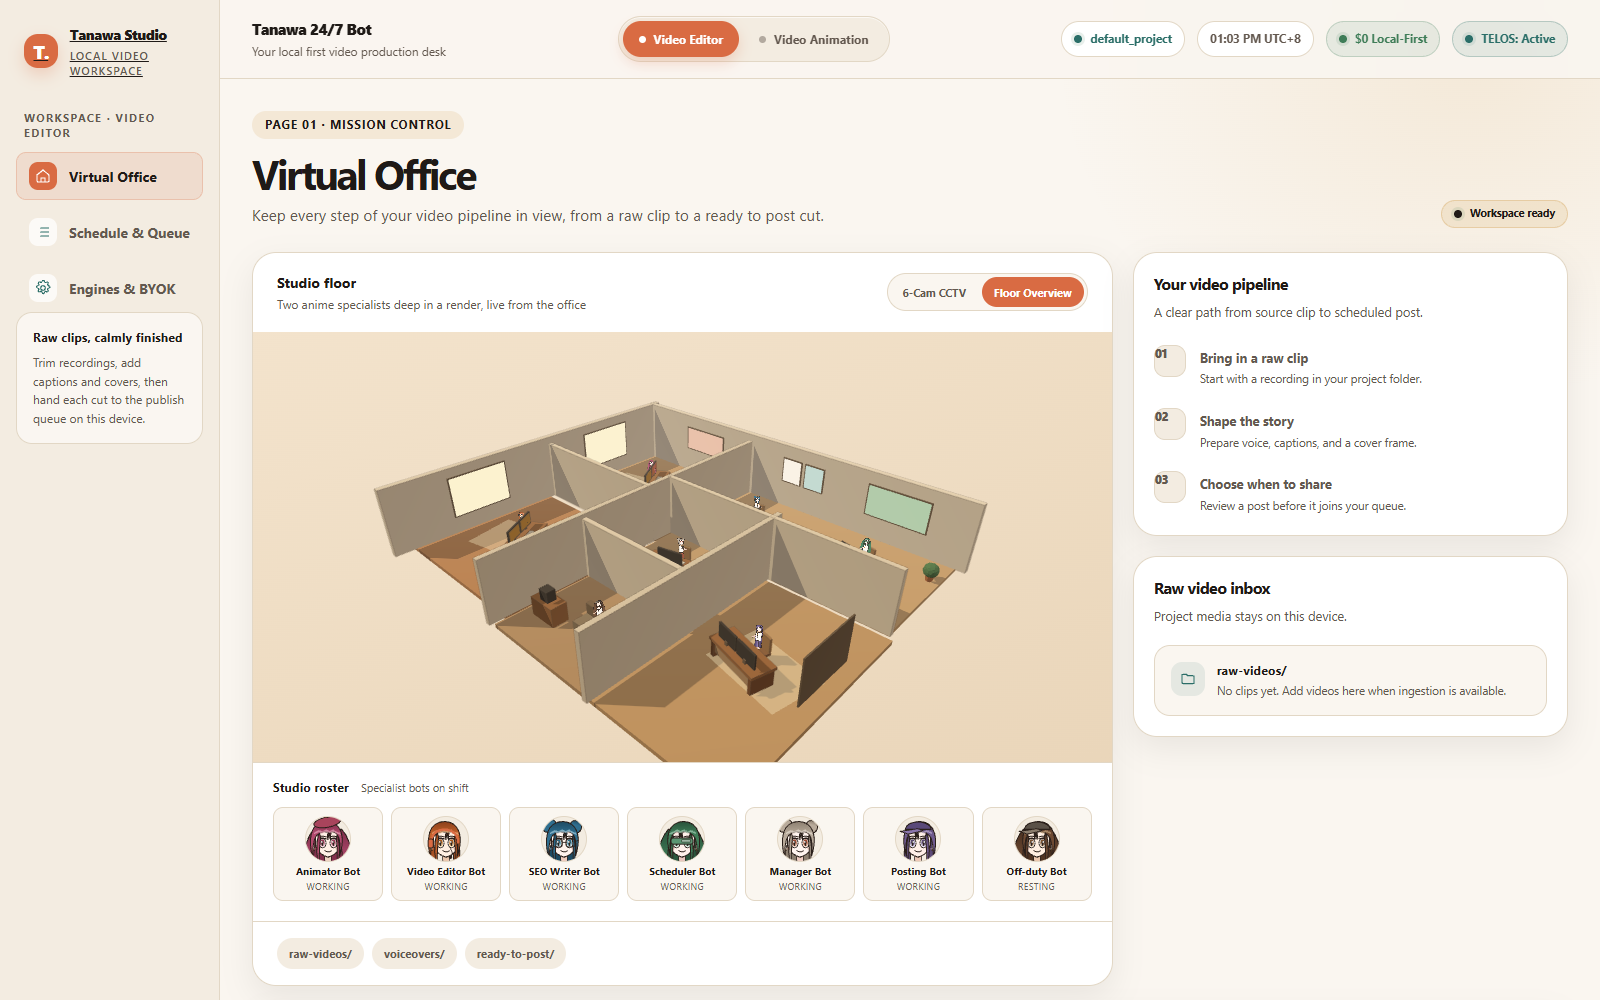 T.
Tanawa Studio
LOCAL VIDEO
WORKSPACE
WORKSPACE · VIDEO
EDITOR
Virtual Office
Schedule & Queue
Engines & BYOK
Raw clips, calmly finished
Trim recordings, add
captions and covers, then
hand each cut to the publish
queue on this device.
Tanawa 24/7 Bot
Your local first video production desk
Video Editor
Video Animation
default_project
01:03 PM UTC+8
$0 Local-First
TELOS: Active
PAGE 01 · MISSION CONTROL
Virtual Office
Keep every step of your video pipeline in view, from a raw clip to a ready to post cut.
Workspace ready
Studio floor
Two anime specialists deep in a render, live from the office
6-Cam CCTV
Floor Overview
Studio roster
Specialist bots on shift
Animator Bot
WORKING
Video Editor Bot
WORKING
SEO Writer Bot
WORKING
Scheduler Bot
WORKING
Manager Bot
WORKING
Posting Bot
WORKING
Off-duty Bot
RESTING
raw-videos/
voiceovers/
ready-to-post/
Your video pipeline
A clear path from source clip to scheduled post.
01
Bring in a raw clip
Start with a recording in your project folder.
02
Shape the story
Prepare voice, captions, and a cover frame.
03
Choose when to share
Review a post before it joins your queue.
Raw video inbox
Project media stays on this device.
raw-videos/
No clips yet. Add videos here when ingestion is available.